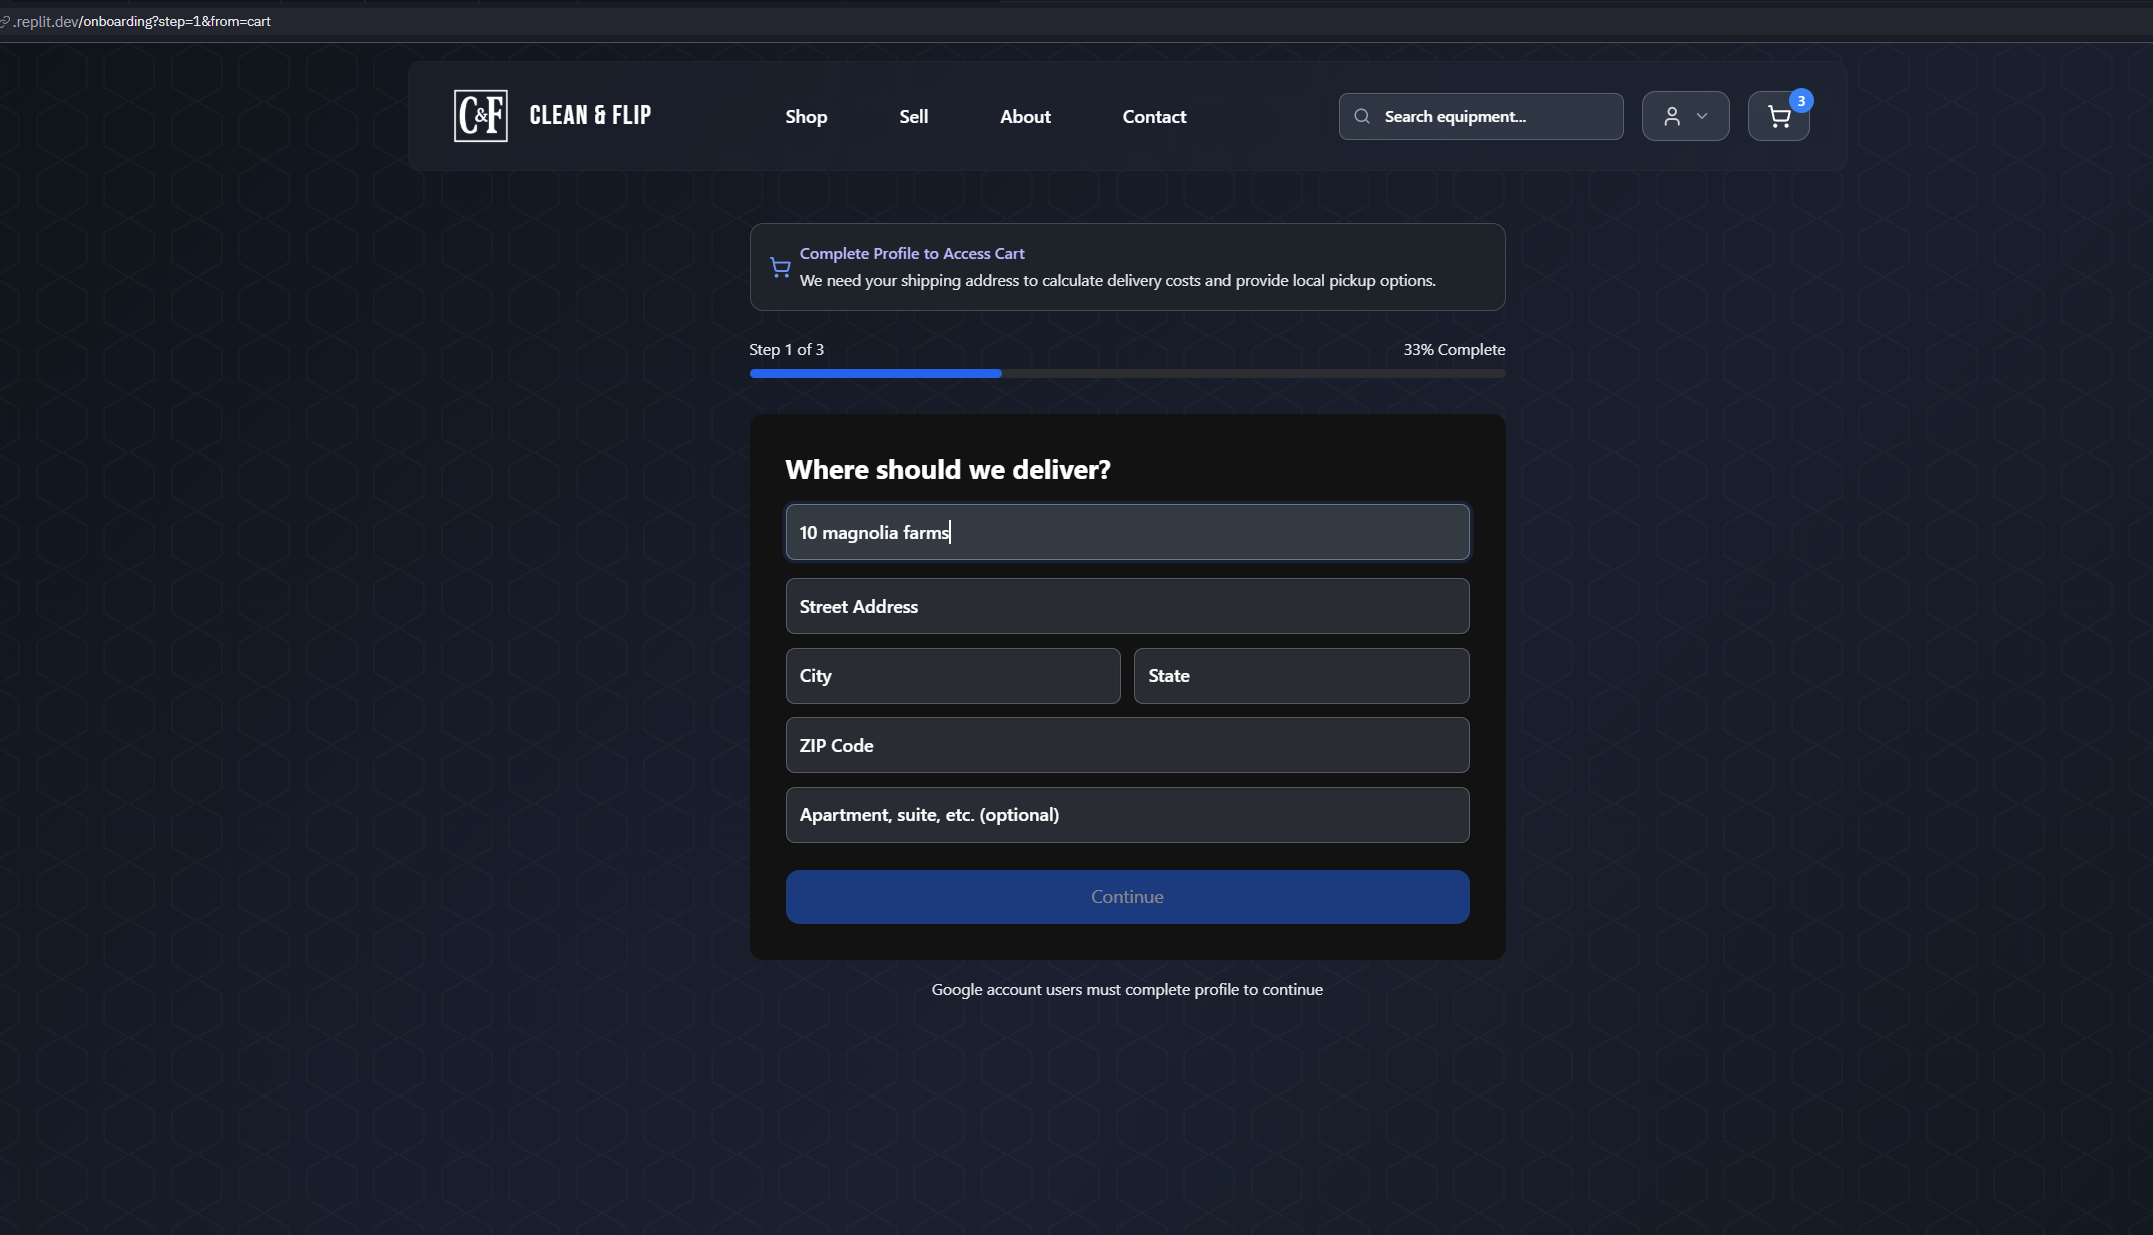 .replit.dev/onboarding?step=1&from=cart
C&F
CLEAN & FLIP
Shop
Sell
About
Contact
Search equipment...
3
Complete Profile to Access Cart
We need your shipping address to calculate delivery costs and provide local pickup options.
Step 1 of 3
33% Complete
Where should we deliver?
10 magnolia farms
Street Address
City
State
ZIP Code
Apartment, suite, etc. (optional)
Continue
Google account users must complete profile to continue